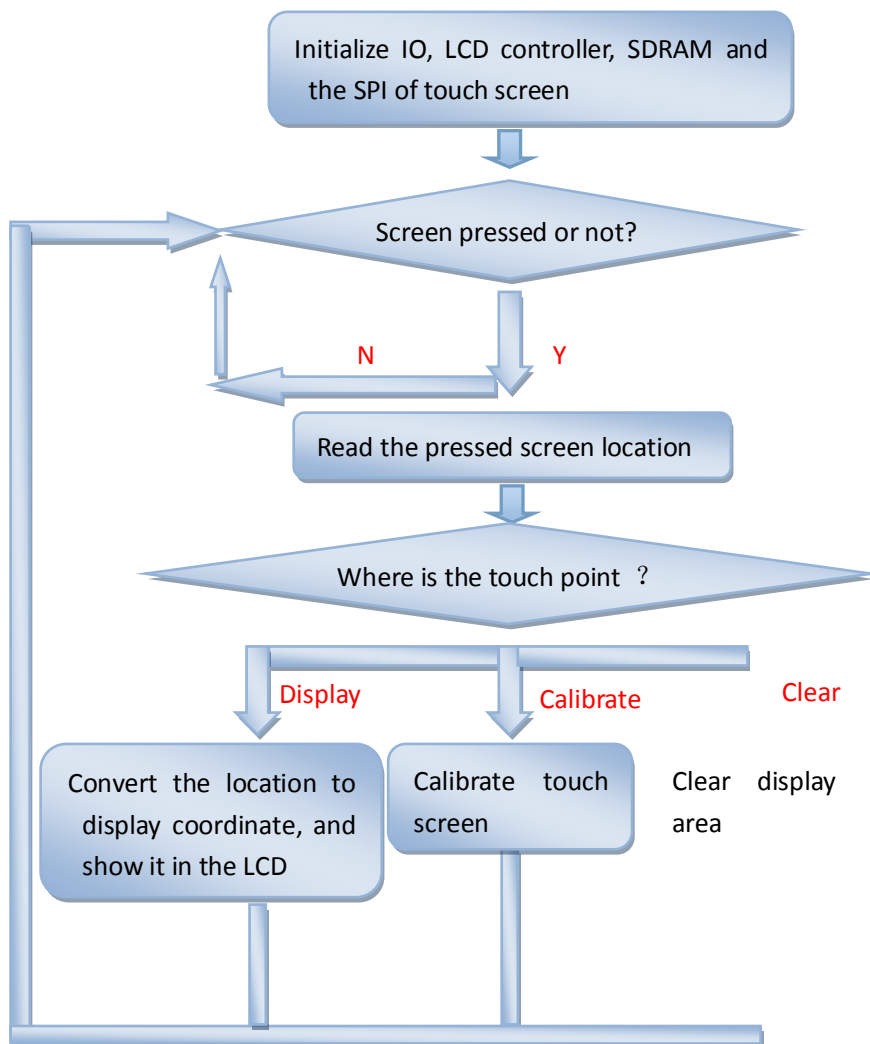 Initialize IO, LCD controller, SDRAM and
the SPI of touch screen
Screen pressed or not?
N
Y
Read the pressed screen location
Where is the touch point ？
Display
Calibrate
Clear
Convert the location to
display coordinate, and
show it in the LCD
Calibrate touch
screen
Clear display
area